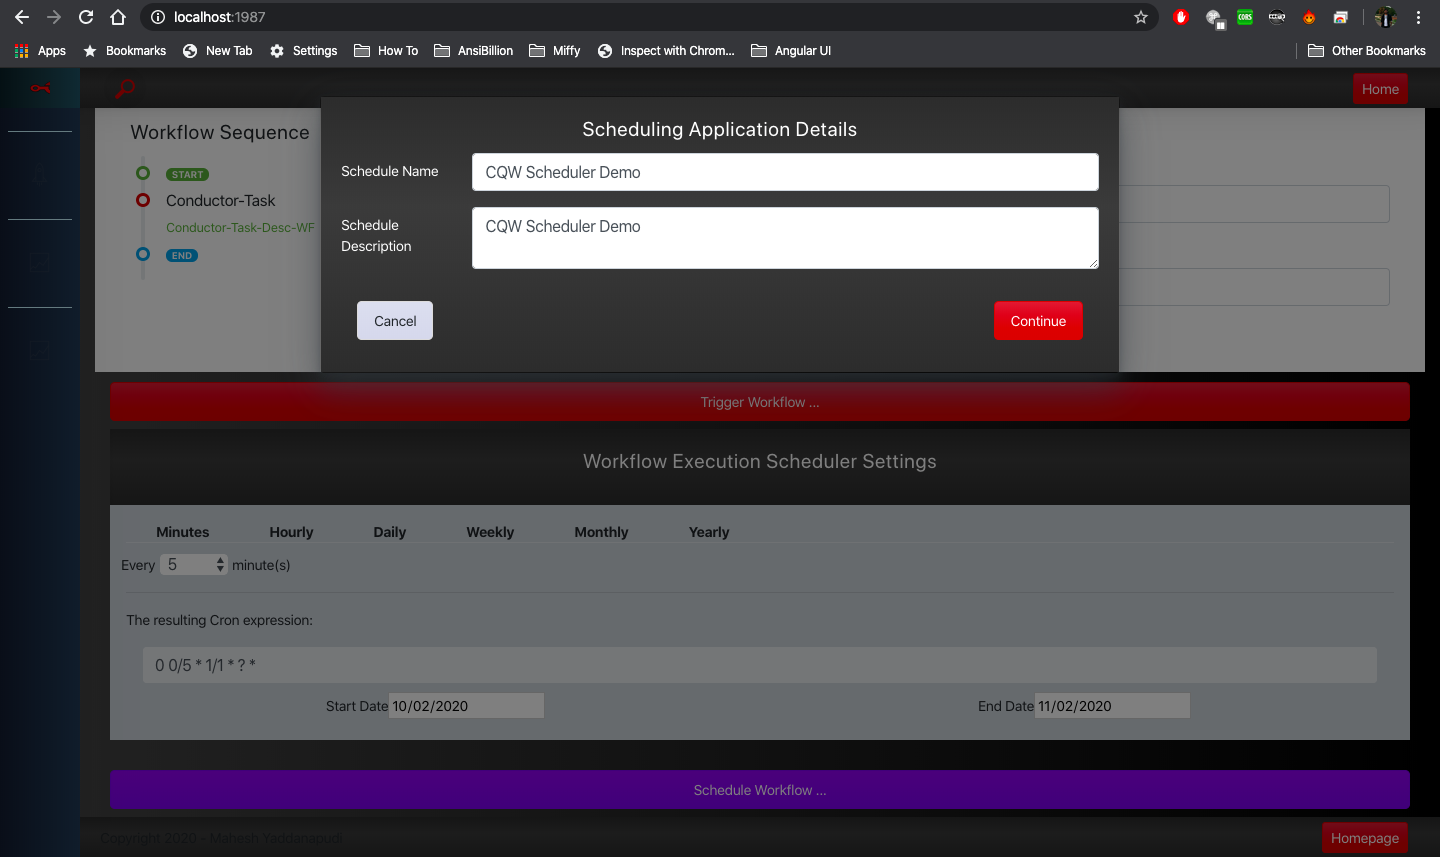 localhost:1987
Apps
Bookmarks
New Tab
Settings
How To
AnsiBillion
Miffy
Inspect with Chrom...
Angular UI
Other Bookmarks
CORS
Home
Workflow Sequence
START
Conductor-Task
Conductor-Task-Desc-WF
END
Scheduling Application Details
Schedule Name
CQW Scheduler Demo
Schedule
Description
CQW Scheduler Demo
Cancel
Continue
Trigger Workflow ...
Workflow Execution Scheduler Settings
Minutes Hourly Daily Weekly Monthly Yearly
Every 5 minute(s)
The resulting Cron expression:
0 0/5 * 1/1 * ? *
Start Date 10/02/2020
End Date 11/02/2020
Schedule Workflow ...
Copyright 2020 - Mahesh Yaddanapudi
Homepage